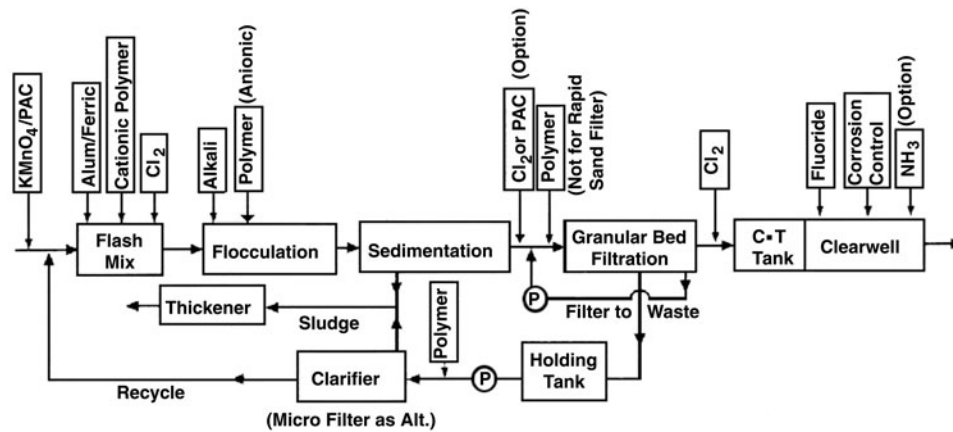 KMnO4/PAC
Alum/Ferric
Cationic Polymer
Cl2
Alkali
Polymer
(Anionic)
Cl2 or PAC
(Option)
Polymer
(Not for Rapid
Sand Filter)
Cl2
Fluoride
Corrosion
Control
NH3
(Option)
Flash
Mix
Flocculation
Sedimentation
Granular Bed
Filtration
C•T
Tank
Clearwell
Thickener
Sludge
P
Filter to Waste
Polymer
Recycle
Clarifier
P
Holding
Tank
(Micro Filter as Alt.)